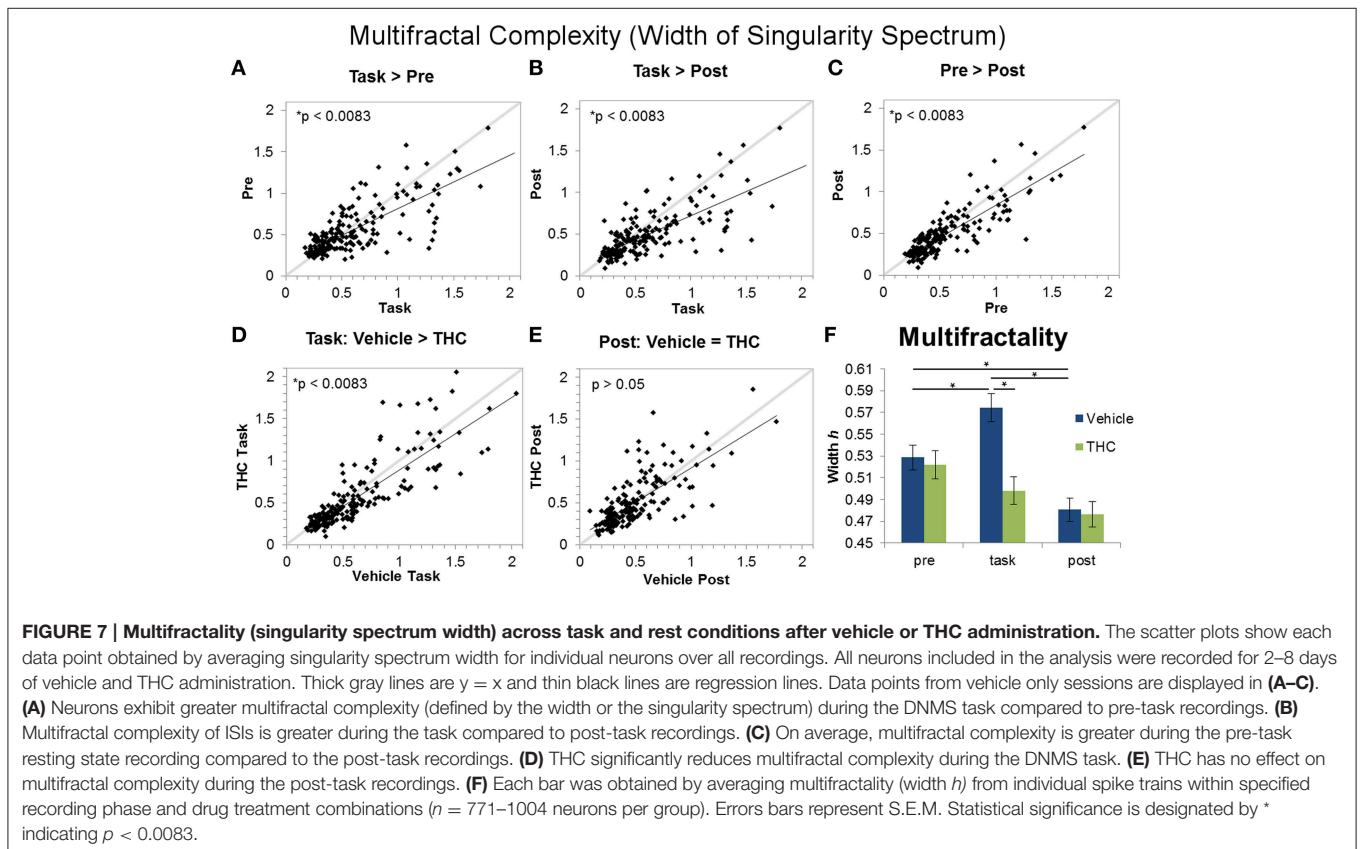 Multifractal Complexity (Width of Singularity Spectrum)
A
Task > Pre
*p < 0.0083
2
1.5
1
0.5
0
Pre
0 0.5 1 1.5 2
Task
B
Task > Post
*p < 0.0083
2
1.5
1
0.5
0
Post
0 0.5 1 1.5 2
Task
C
Pre > Post
*p < 0.0083
2
1.5
1
0.5
0
Post
0 0.5 1 1.5 2
Pre
D
Task: Vehicle > THC
*p < 0.0083
2
1.5
1
0.5
0
THC Task
0 0.5 1 1.5 2
Vehicle Task
E
Post: Vehicle = THC
p > 0.05
2
1.5
1
0.5
0
THC Post
0 0.5 1 1.5 2
Vehicle Post
F
Multifractality
0.61
0.59
0.57
0.55
0.53
0.51
0.49
0.47
0.45
Width h
*
* *
*
Vehicle
THC
pre task post
FIGURE 7 | Multifractality (singularity spectrum width) across task and rest conditions after vehicle or THC administration. The scatter plots show each
data point obtained by averaging singularity spectrum width for individual neurons over all recordings. All neurons included in the analysis were recorded for 2–8 days
of vehicle and THC administration. Thick gray lines are y = x and thin black lines are regression lines. Data points from vehicle only sessions are displayed in (A–C).
(A) Neurons exhibit greater multifractal complexity (defined by the width or the singularity spectrum) during the DNMS task compared to pre-task recordings. (B)
Multifractal complexity of ISIs is greater during the task compared to post-task recordings. (C) On average, multifractal complexity is greater during the pre-task
resting state recording compared to the post-task recordings. (D) THC significantly reduces multifractal complexity during the DNMS task. (E) THC has no effect on
multifractal complexity during the post-task recordings. (F) Each bar was obtained by averaging multifractality (width h) from individual spike trains within specified
recording phase and drug treatment combinations (n = 771–1004 neurons per group). Errors bars represent S.E.M. Statistical significance is designated by *
indicating p < 0.0083.